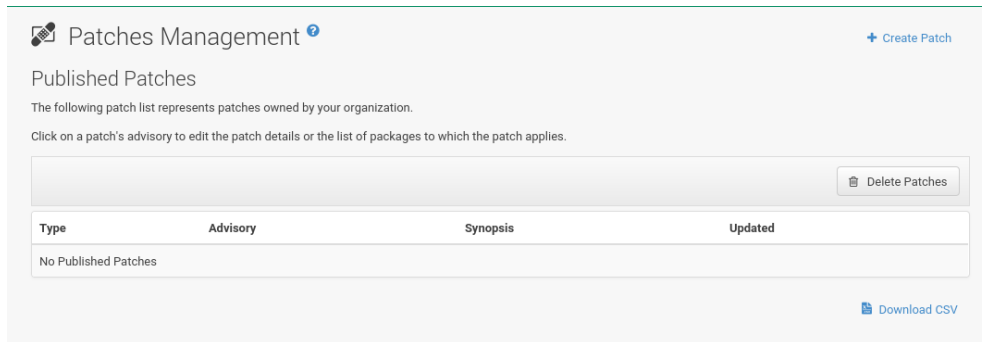 Patches Management ?
+ Create Patch
Published Patches
The following patch list represents patches owned by your organization.
Click on a patch's advisory to edit the patch details or the list of packages to which the patch applies.
Delete Patches
Type Advisory Synopsis Updated
No Published Patches
Download CSV